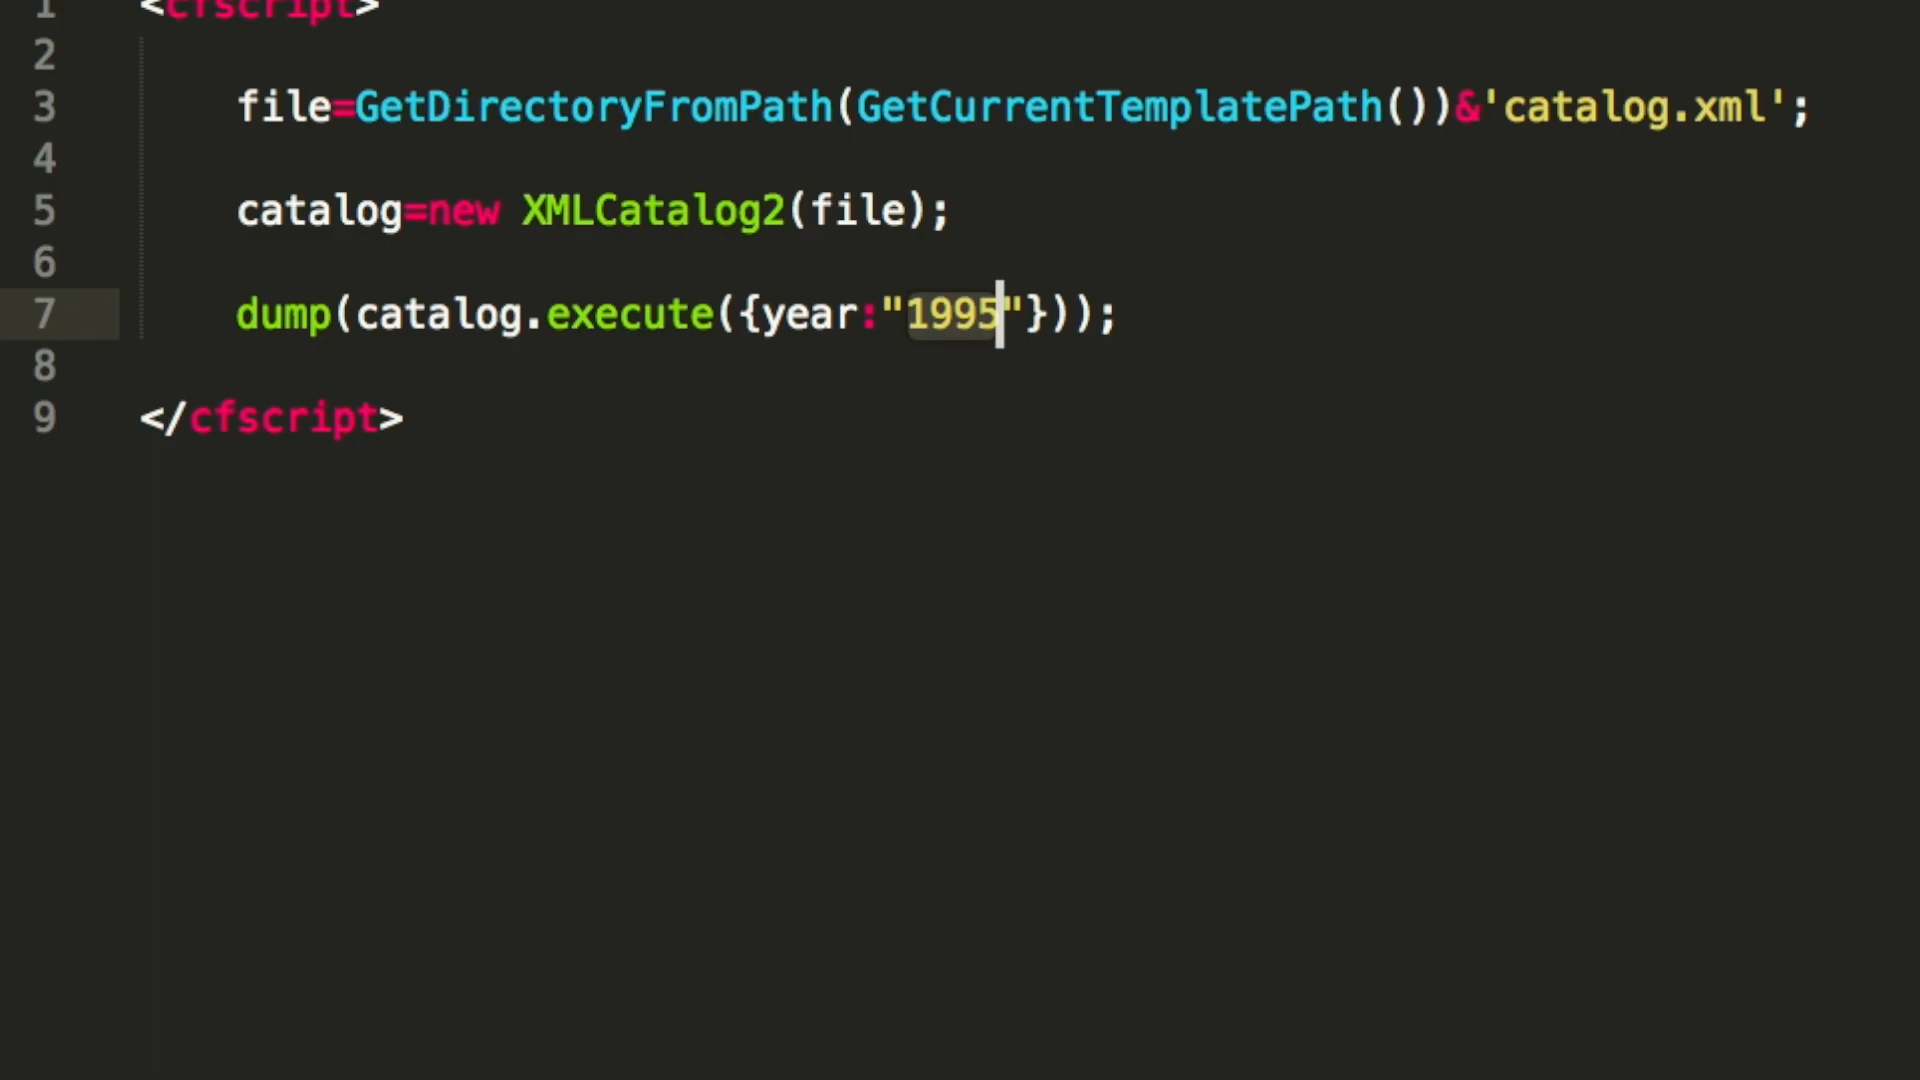 1 <cfscript>
2
3 file=GetDirectoryFromPath(GetCurrentTemplatePath())&'catalog.xml';
4
5 catalog=new XMLCatalog2(file);
6
7 dump(catalog.execute({year:"1995"}));
8
9 </cfscript>